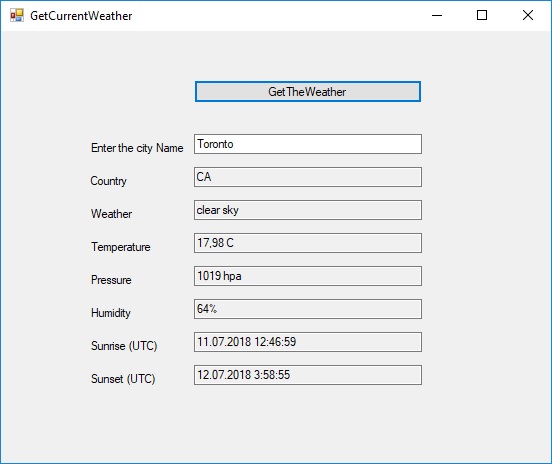 GetCurrentWeather
GetTheWeather
Enter the city Name Toronto
Country CA
Weather clear sky
Temperature 17,98 C
Pressure 1019 hpa
Humidity 64%
Sunrise (UTC) 11.07.2018 12:46:59
Sunset (UTC) 12.07.2018 3:58:55